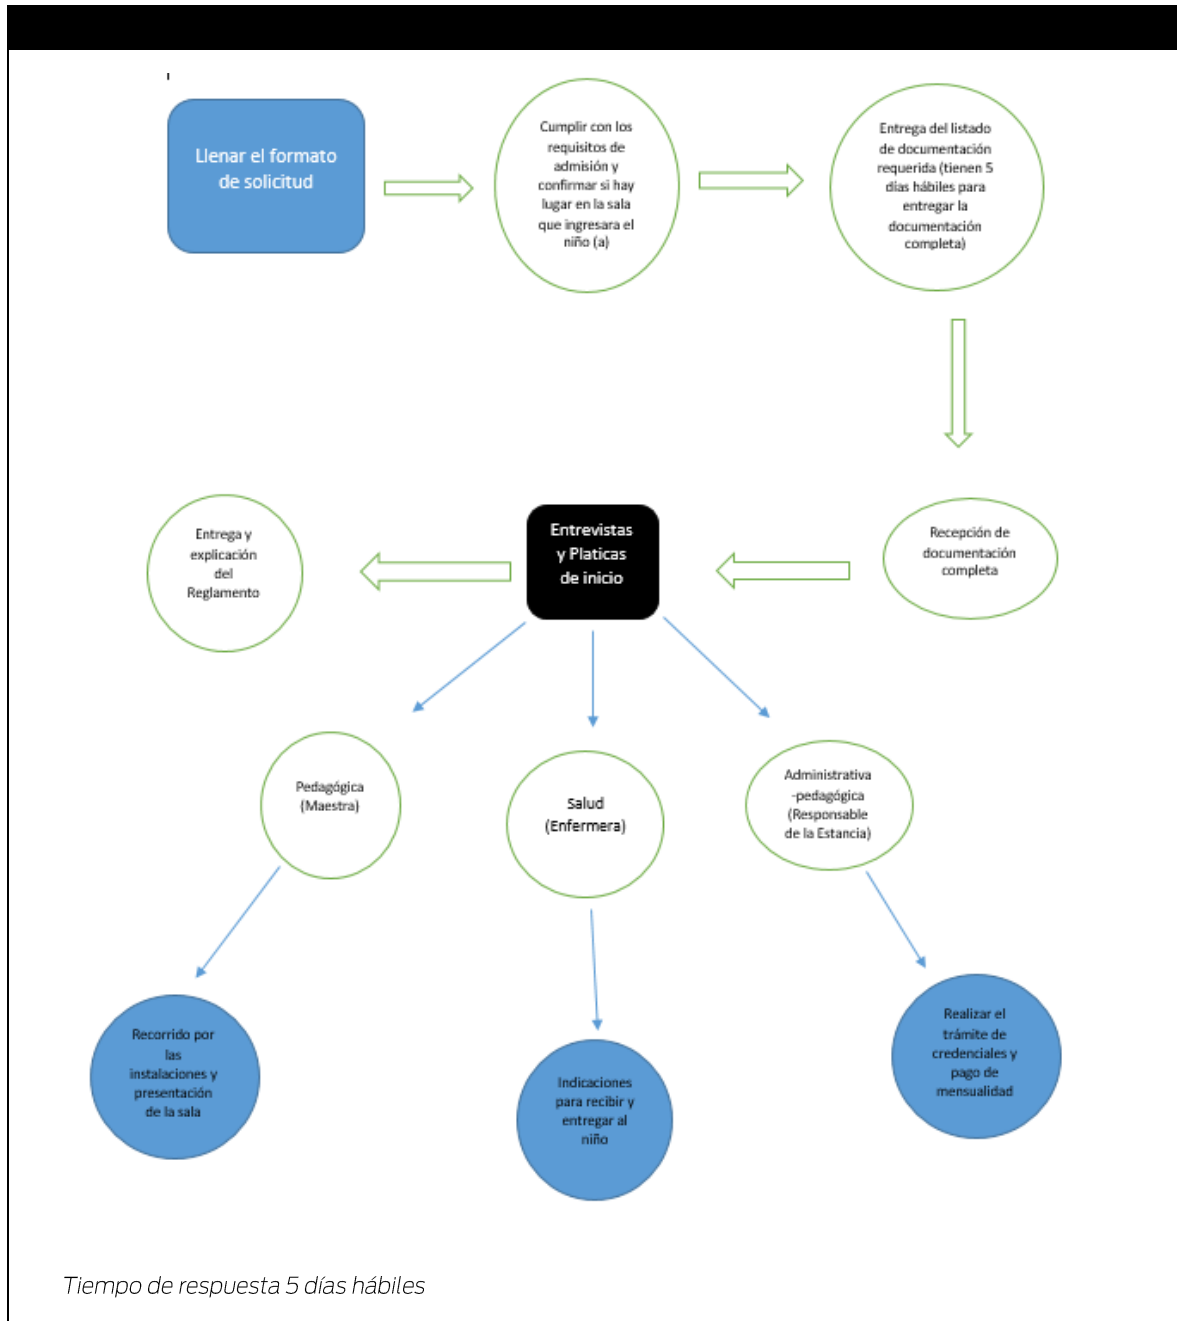 Llenar el formato
de solicitud
Cumplir con los
requisitos de
admisión y
confirmar si hay
lugar en la sala
que ingresara el
niño (a)
Entrega del listado
de documentación
requerida (tienen 5
días hábiles para
entregar la
documentación
completa)
Entrega y
explicación
del
Reglamento
Entrevistas
y Platicas
de inicio
Recepción de
documentación
completa
Pedagógica
(Maestra)
Salud
(Enfermera)
Administrativa
-pedagógica
(Responsable
de la Estancia)
Recorrido por
las
instalaciones y
presentación
de la sala
Indicaciones
para recibir y
entregar al
niño
Realizar el
trámite de
credenciales y
pago de
mensualidad
Tiempo de respuesta 5 días hábiles